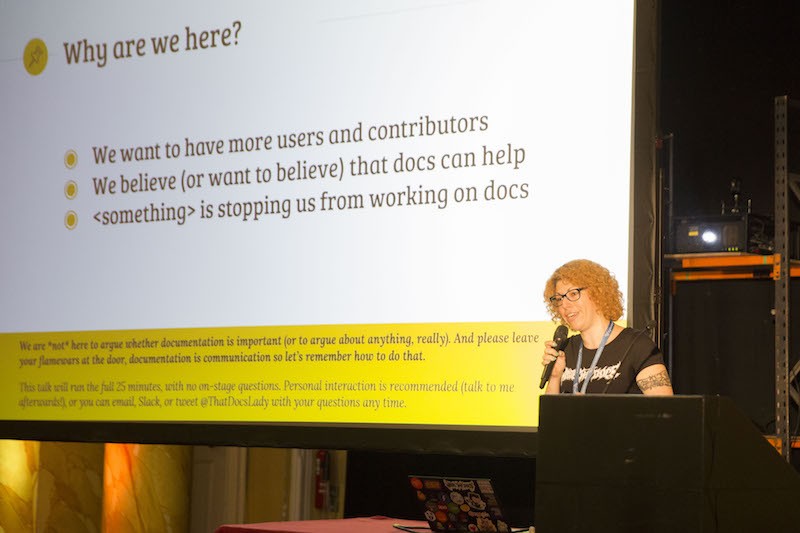 Why are we here?
We want to have more users and contributors
We believe (or want to believe) that docs can help
<something> is stopping us from working on docs
We are *not* here to argue whether documentation is important (or to argue about anything, really). And please leave
your flamewars at the door, documentation is communication so let's remember how to do that.
This talk will run the full 25 minutes, with no on-stage questions. Personal interaction is recommended (talk to me
afterwards!), or you can email, Slack, or tweet @ThatDocsLady with your questions any time.